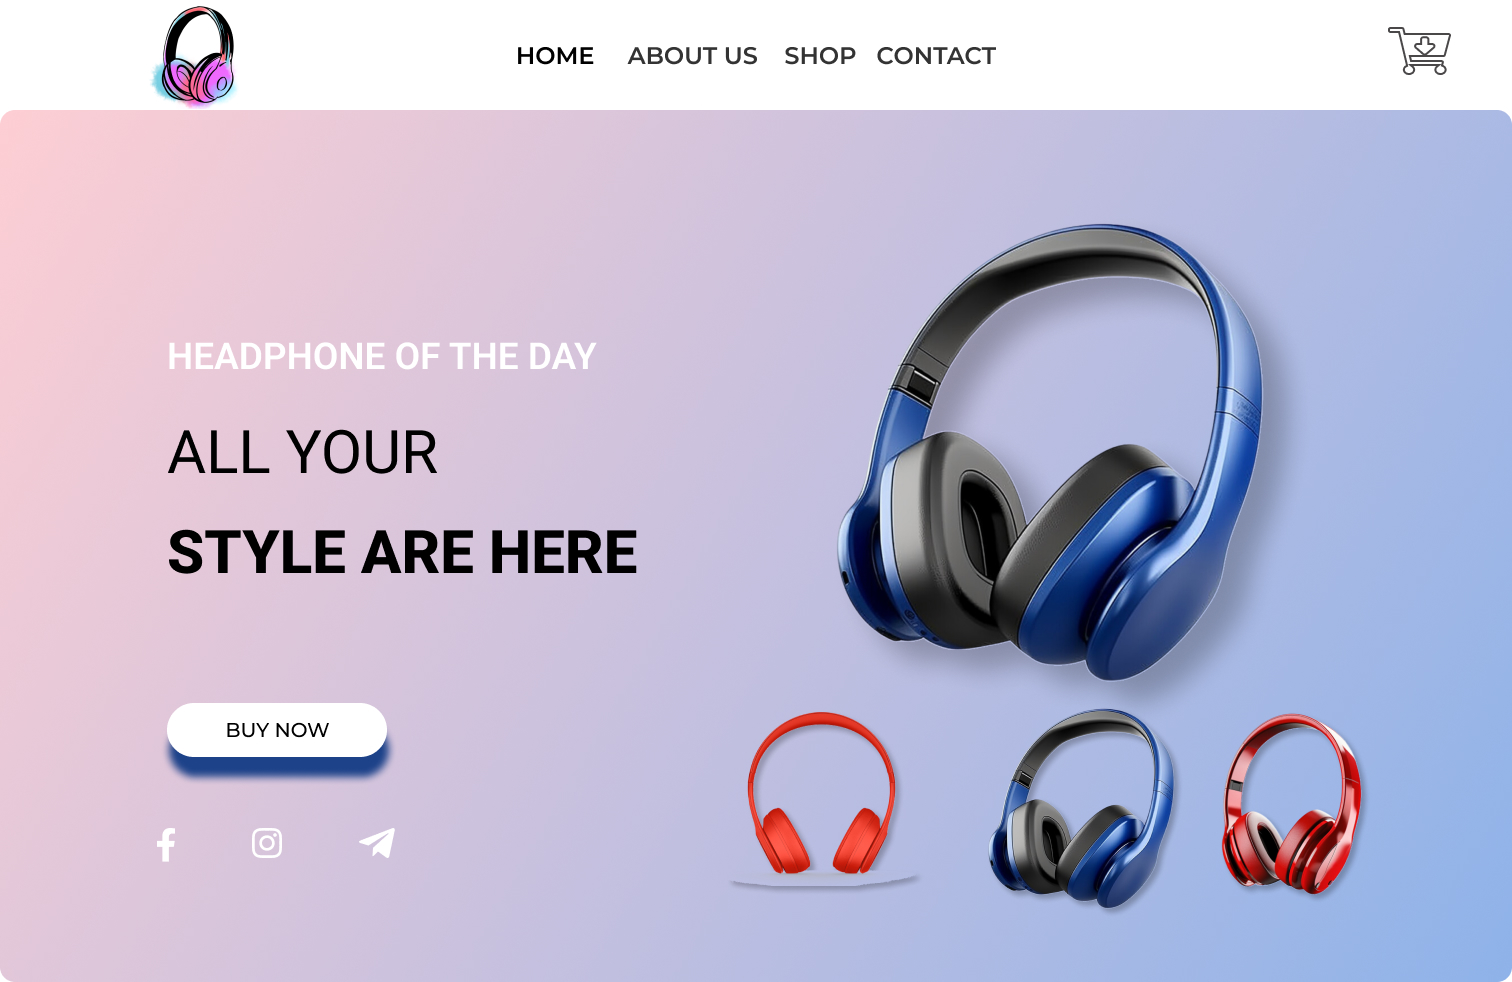 HOME ABOUT US SHOP CONTACT
HEADPHONE OF THE DAY
ALL YOUR
STYLE ARE HERE
BUY NOW